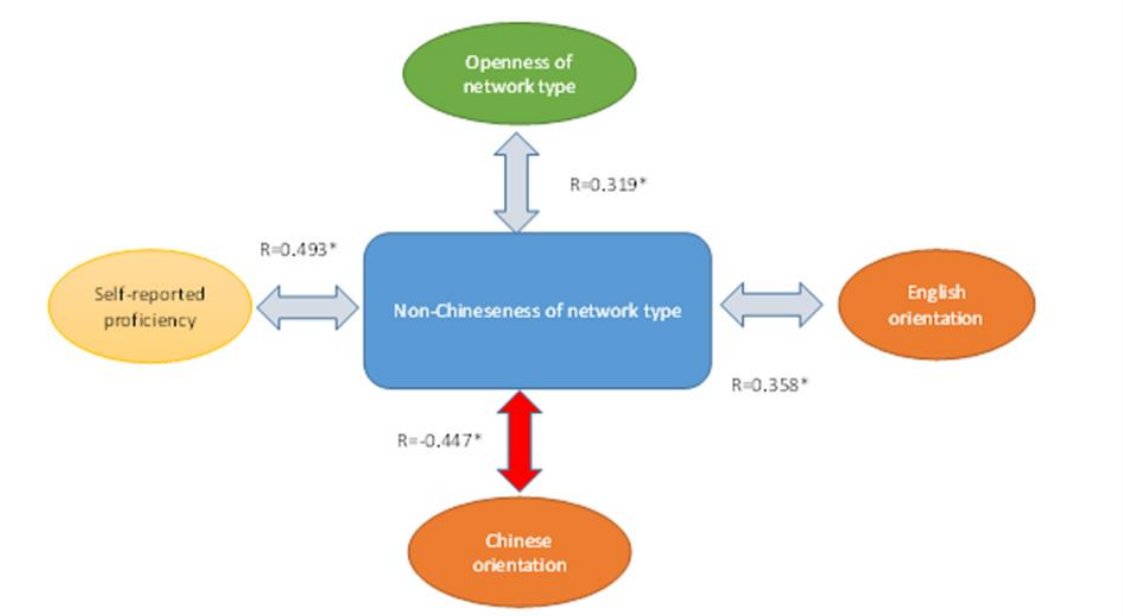 Openness of
network type
R=0.319*
R=0.493*
Self-reported
proficiency
Non-Chineseness of network type
English
orientation
R=0.358*
R=-0.447*
Chinese
orientation